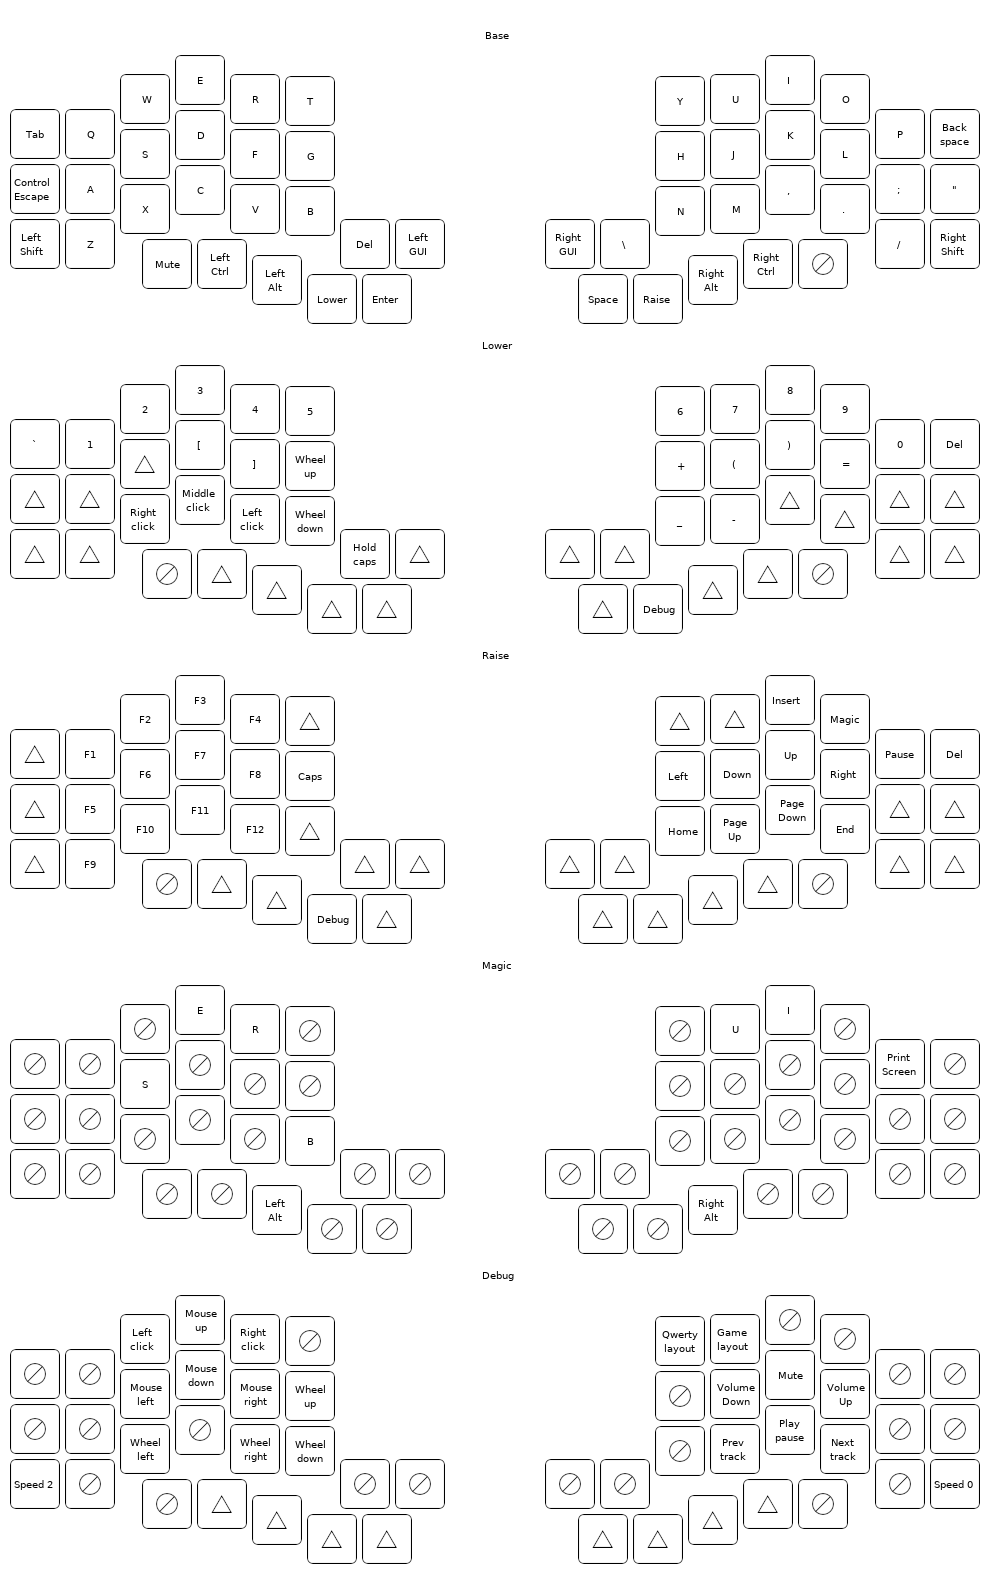 Base
E
I
W
R
T
Y
U
O
Tab
Q
D
K
P
Back
space
S
F
G
H
J
L
Control
Escape
A
C
,
;
"
X
V
B
N
M
.
Left
Shift
Z
Del
Left
GUI
Right
GUI
\
/
Right
Shift
Mute
Left
Ctrl
Left
Alt
Right
Alt
Right
Ctrl
Lower
Enter
Space
Raise
Lower
3
8
2
4
5
6
7
9
`
1
[
)
0
Del
]
Wheel
up
+
(
=
Middle
click
Right
click
Left
click
Wheel
down
_
-
Hold
caps
Debug
Raise
F3
Insert
F2
F4
Magic
F1
F7
Up
Pause
Del
F6
F8
Caps
Left
Down
Right
F5
F11
Page
Down
F10
F12
Home
Page
Up
End
F9
Debug
Magic
E
I
R
U
Print
Screen
S
B
Left
Alt
Right
Alt
Debug
Mouse
up
Left
click
Right
click
Qwerty
layout
Game
layout
Mouse
down
Mute
Mouse
left
Mouse
right
Wheel
up
Volume
Down
Volume
Up
Play
pause
Wheel
left
Wheel
right
Wheel
down
Prev
track
Next
track
Speed 2
Speed 0